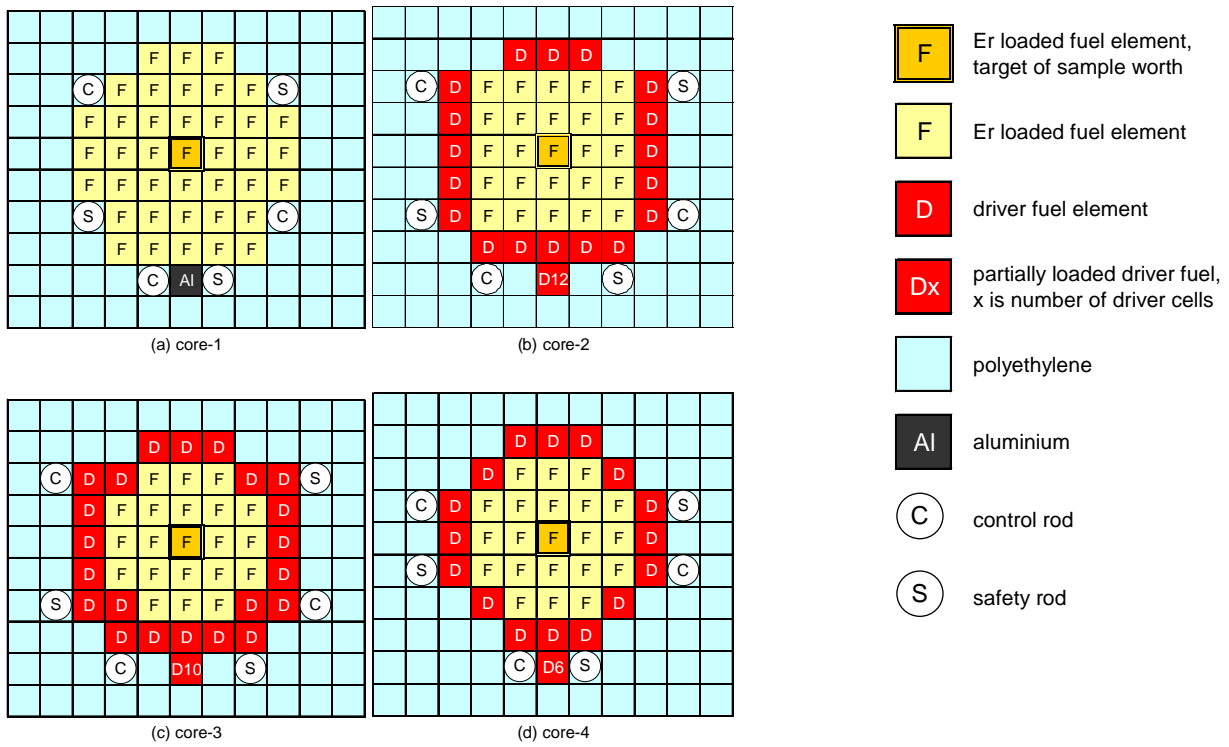 F F F
C F F F F F S
F F F F F F F
F F F F F F F
F F F F F F F
S F F F F F C
F F F F F
C Al S
(a) core-1
D D D
C D F F F F F D S
D F F F F F D
D F F F F F D
D F F F F F D
S D F F F F F D C
D D D D D
C D12 S
(b) core-2
D D D
C D D F F F D D S
D F F F F F D
D F F F F F D
D F F F F F D
S D D F F F D D C
D D D D D
C D10 S
(c) core-3
D D D
D F F F D
C D F F F F F D S
D F F F F F D
S D F F F F F D C
D F F F D
D D D
C D6 S
(d) core-4
F
Er loaded fuel element,
target of sample worth
F
Er loaded fuel element
D
driver fuel element
Dx
partially loaded driver fuel,
x is number of driver cells
polyethylene
Al
aluminium
C
control rod
S
safety rod